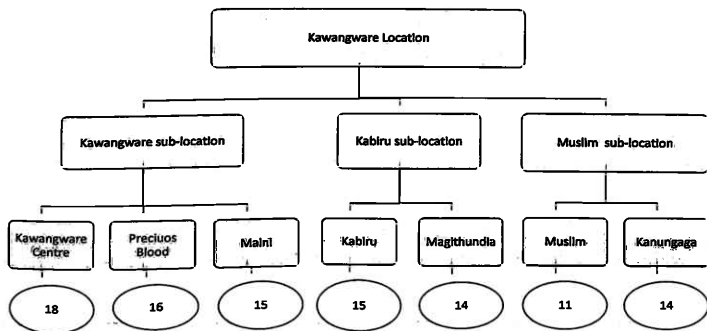 Kawangware Location
Kawangware sub-location
Kabiru sub-location
Muslim sub-location
Kawangware
Centre
Preciuos
Blood
Maini
Kabiru
Magithundia
Muslim
Kanungaga
18
16
15
15
14
11
14